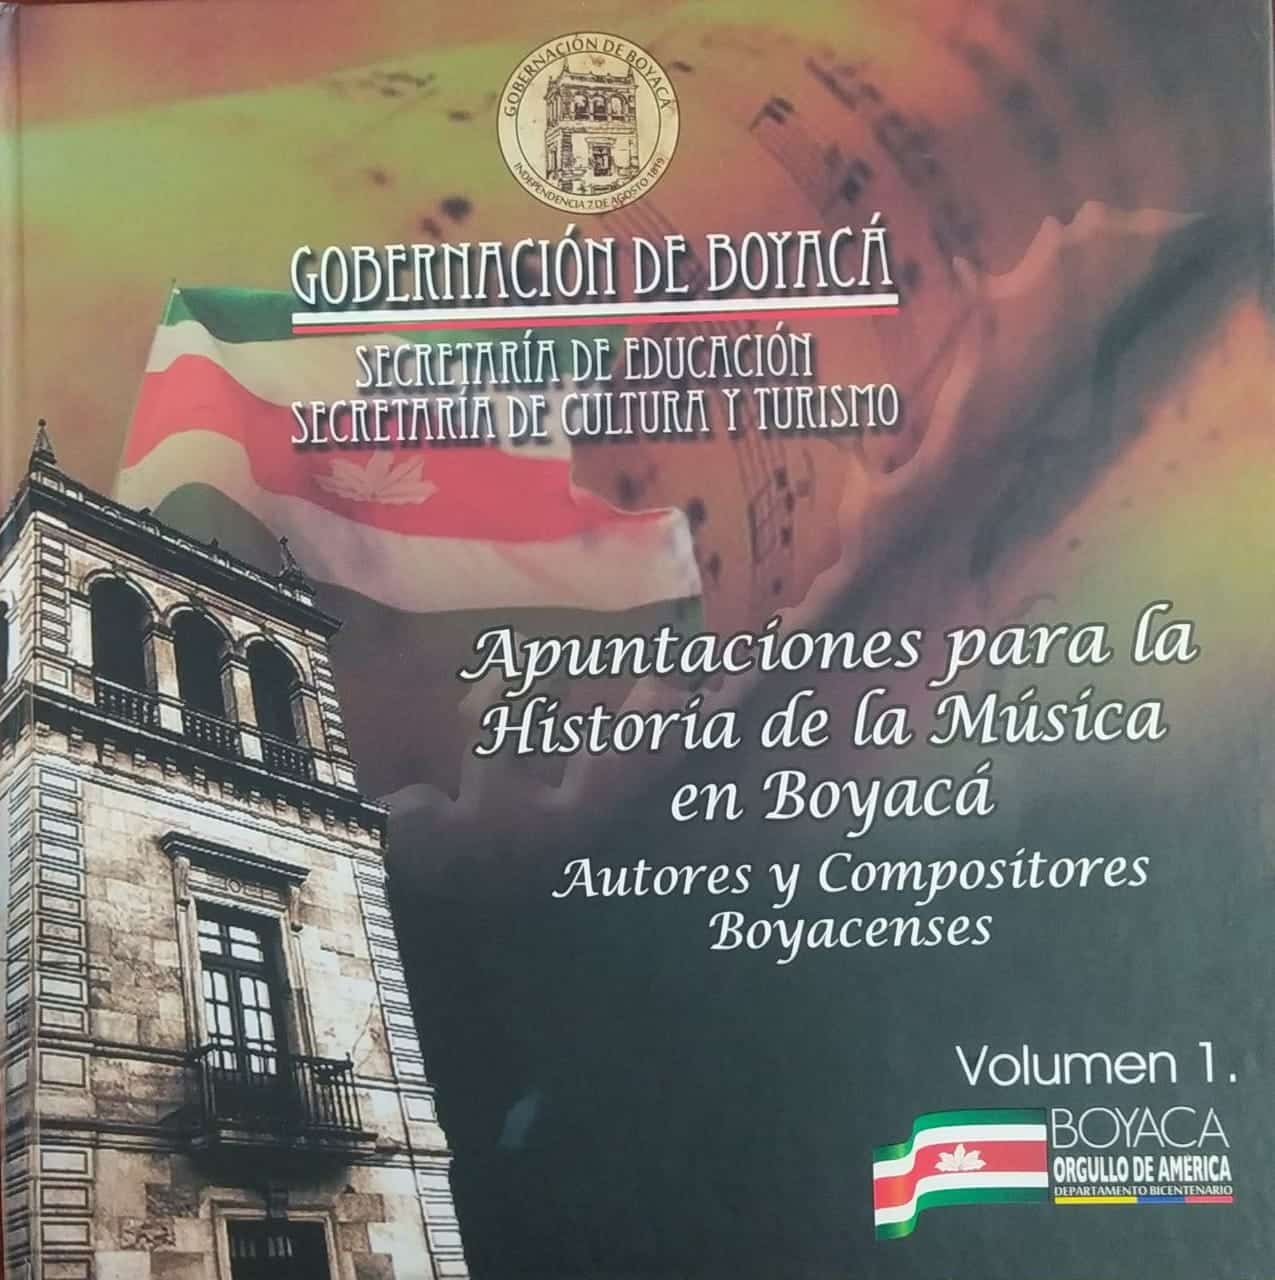 GOBERNACIÓN DE BOYACÁ
INDEPENDENCIA 7 DE AGOSTO 1819
GOBERNACIÓN DE BOYACÁ
SECRETARÍA DE EDUCACIÓN
SECRETARÍA DE CULTURA Y TURISMO
Apuntaciones para la
Historia de la Música
en Boyacá
Autores y Compositores
Boyacenses
Volumen 1.
BOYACA
ORGULLO DE AMÉRICA
DEPARTAMENTO BICENTENARIO